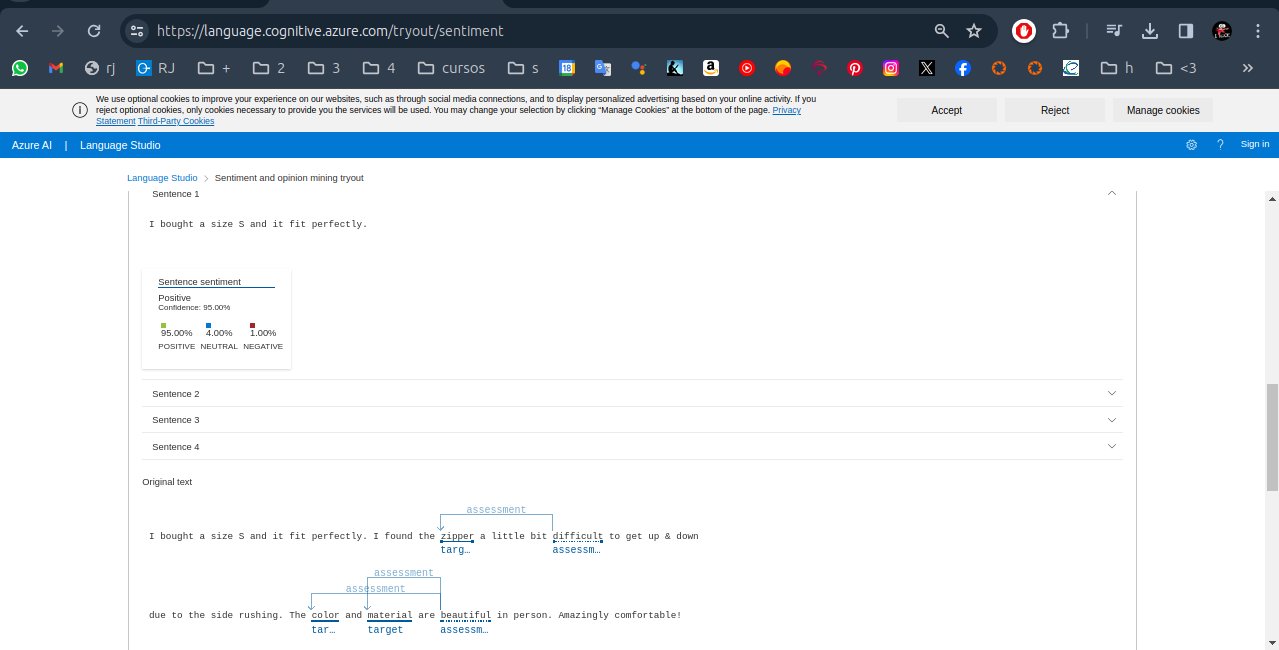 https://language.cognitive.azure.com/tryout/sentiment
rj RJ + 2 3 4 cursos s 18 h <3 »
We use optional cookies to improve your experience on our websites, such as through social media connections, and to display personalized advertising based on your online activity. If you
reject optional cookies, only cookies necessary to provide you the services will be used. You may change your selection by clicking “Manage Cookies” at the bottom of the page. Privacy
Statement Third-Party Cookies
Accept Reject Manage cookies
Azure AI | Language Studio ? Sign in
Language Studio > Sentiment and opinion mining tryout
Sentence 1
I bought a size S and it fit perfectly.
Sentence sentiment
Positive
Confidence: 95.00%
95.00% 4.00% 1.00%
POSITIVE NEUTRAL NEGATIVE
Sentence 2
Sentence 3
Sentence 4
Original text
assessment
I bought a size S and it fit perfectly. I found the zipper a little bit difficult to get up & down
targ… assessm…
assessment
assessment
due to the side rushing. The color and material are beautiful in person. Amazingly comfortable!
tar… target assessm…